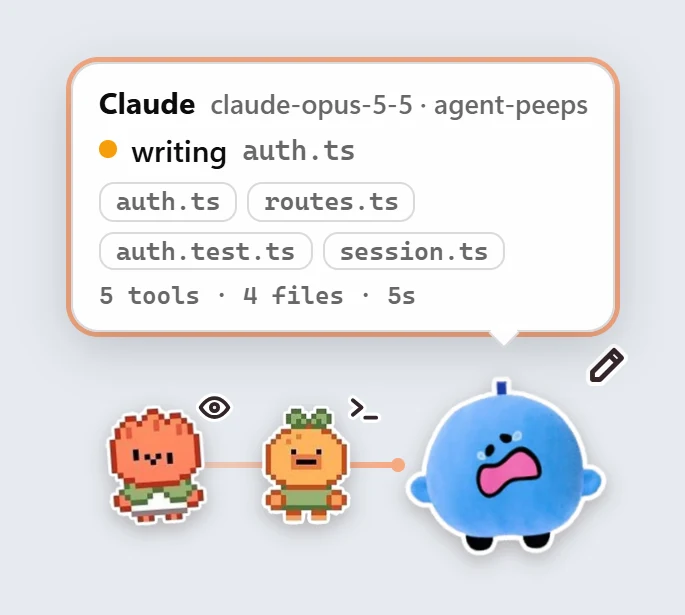 Claude claude-opus-5-5 · agent-peeps
writing auth.ts
auth.ts routes.ts
auth.test.ts session.ts
5 tools · 4 files · 5s
>_